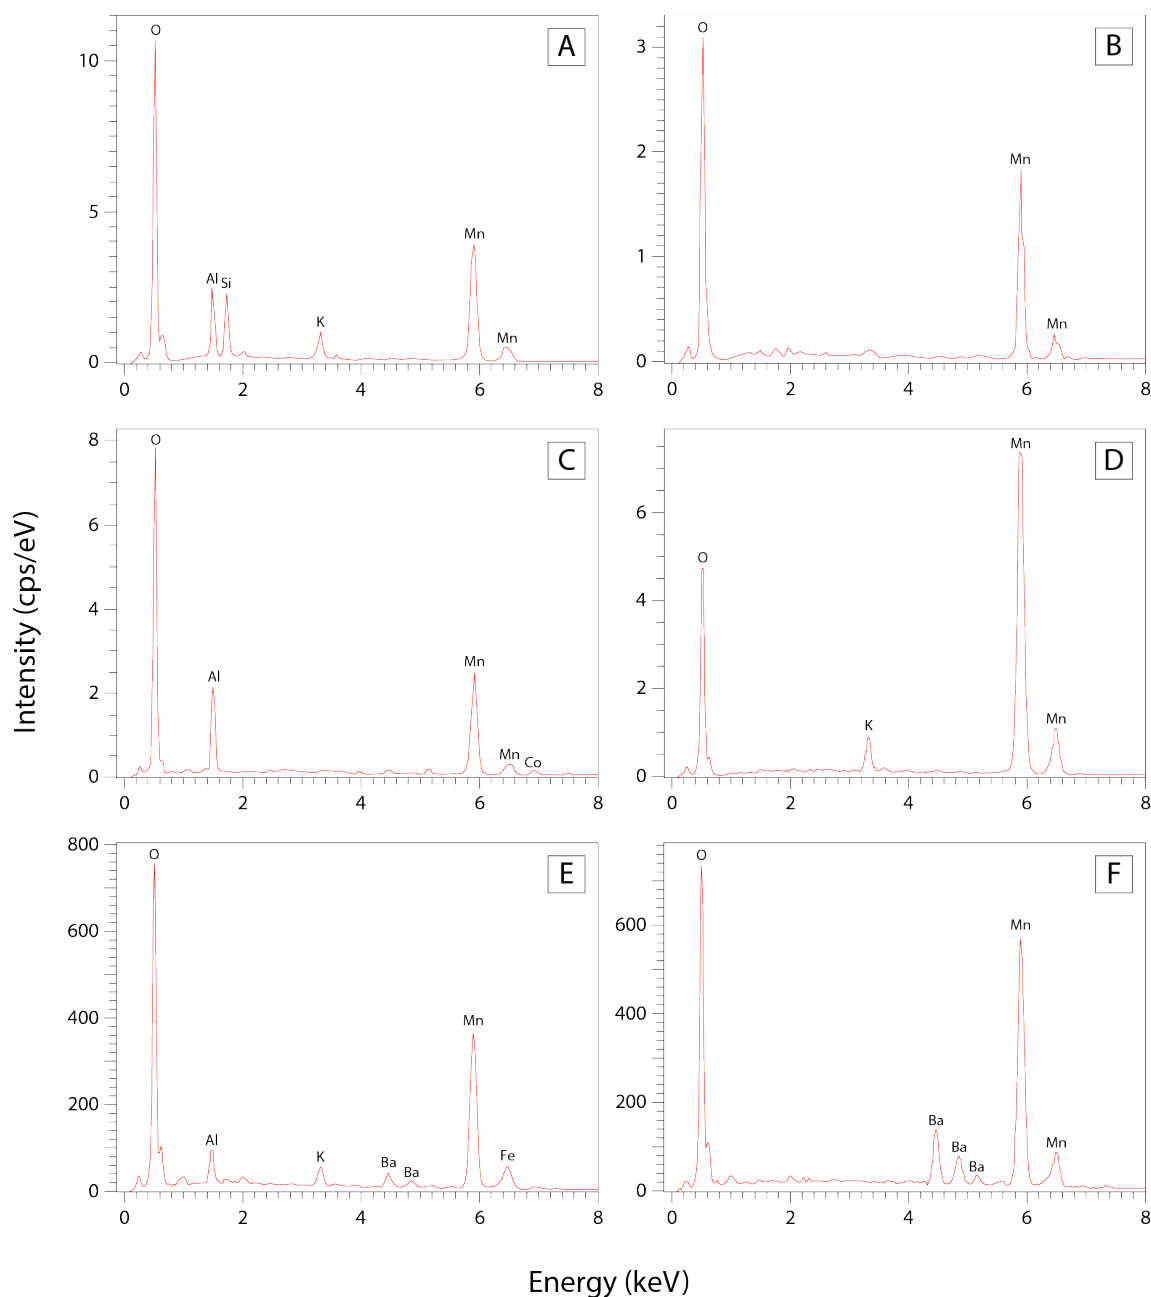 O
A
10
Al Si
K
Mn
Mn
5
0
0 2 4 6 8
O
B
3
Mn
2
1
Mn
0
0 2 4 6 8
O
C
8
6
4
Al
Mn
2
Mn
Co
0
0 2 4 6 8
Mn
D
6
O
4
2
K
Mn
0
0 2 4 6 8
Intensity (cps/eV)
800
O
E
600
400
Mn
200
Al
K
Ba
Ba
Fe
0
0 2 4 6 8
O
F
600
Mn
400
200
Ba
Ba
Ba
Mn
0
0 2 4 6 8
Energy (keV)